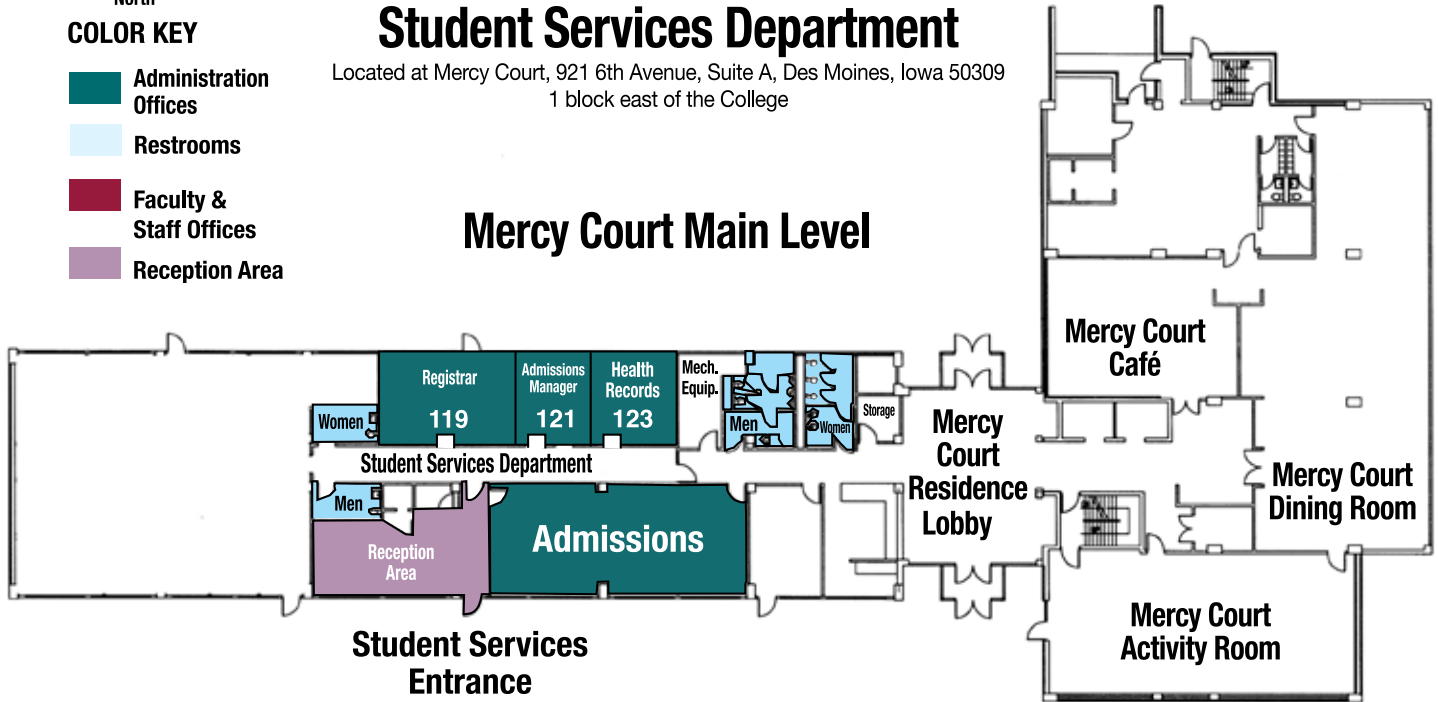 North
COLOR KEY
Administration
Offices
Restrooms
Faculty &
Staff Offices
Reception Area
Student Services Department
Located at Mercy Court, 921 6th Avenue, Suite A, Des Moines, Iowa 50309
1 block east of the College
Mercy Court Main Level
Mercy Court
Café
Registrar
119
Admissions
Manager
121
Health
Records
123
Mech.
Equip.
Men
Women
Storage
Women
Student Services Department
Men
Reception
Area
Admissions
Mercy
Court
Residence
Lobby
Mercy Court
Dining Room
Mercy Court
Activity Room
Student Services
Entrance